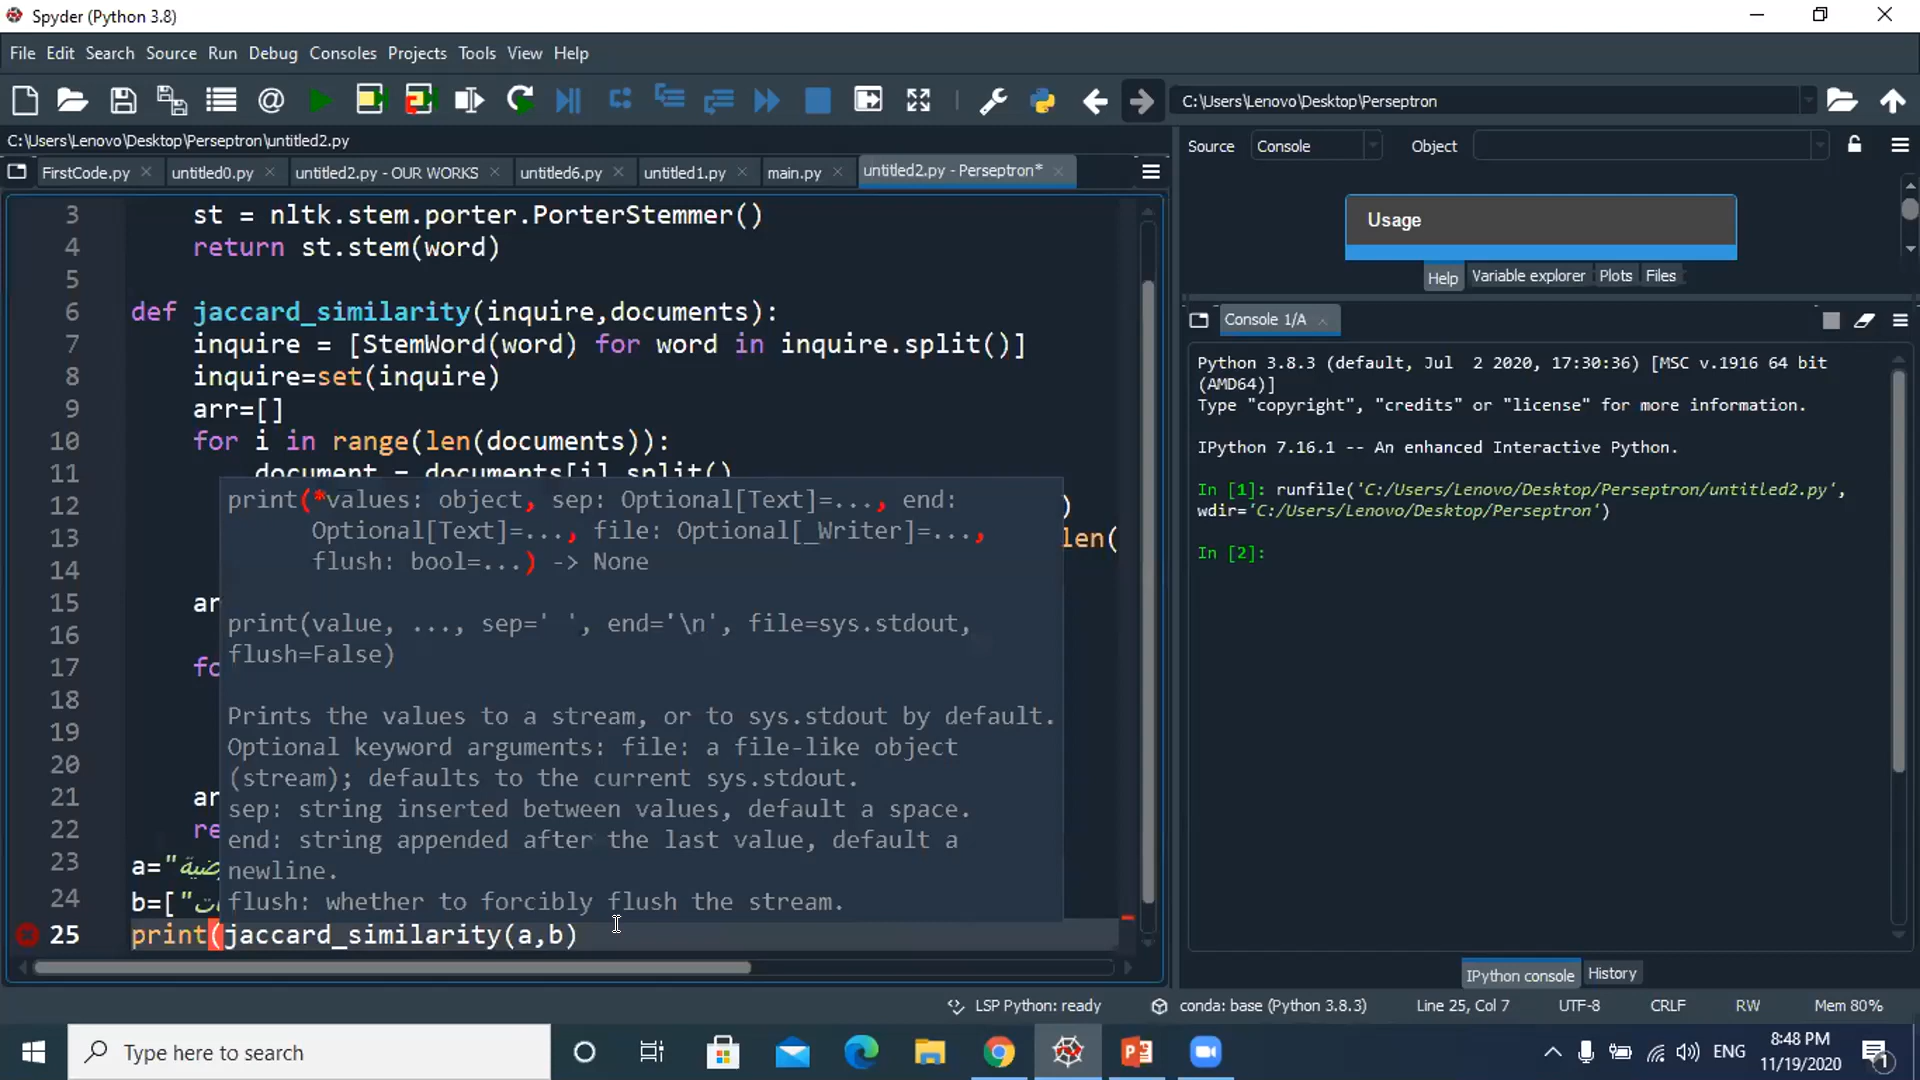 Spyder (Python 3.8)
File Edit Search Source Run Debug Consoles Projects Tools View Help
C:\Users\Lenovo\Desktop\Perseptron
C:\Users\Lenovo\Desktop\Perseptron\untitled2.py
FirstCode.py untitled0.py untitled2.py - OUR WORKS untitled6.py untitled1.py main.py untitled2.py - Perseptron*
3 st = nltk.stem.porter.PorterStemmer()
4 return st.stem(word)
5
6 def jaccard_similarity(inquire,documents):
7 inquire = [StemWord(word) for word in inquire.split()]
8 inquire=set(inquire)
9 arr=[]
10 for i in range(len(documents)):
11 document = documents[i].split()
12 )
13 len(
14
15 ar
16
17 fo
18
19
20
21 ar
22 re
23 a="
24 b=["
25 print(jaccard_similarity(a,b)
print(*values: object, sep: Optional[Text]=..., end:
Optional[Text]=..., file: Optional[_Writer]=...,
flush: bool=...) -> None
print(value, ..., sep=' ', end='\n', file=sys.stdout,
flush=False)
Prints the values to a stream, or to sys.stdout by default.
Optional keyword arguments: file: a file-like object
(stream); defaults to the current sys.stdout.
sep: string inserted between values, default a space.
end: string appended after the last value, default a
newline.
flush: whether to forcibly flush the stream.
Source Console Object
Usage
Help Variable explorer Plots Files
Console 1/A
Python 3.8.3 (default, Jul 2 2020, 17:30:36) [MSC v.1916 64 bit
(AMD64)]
Type "copyright", "credits" or "license" for more information.
IPython 7.16.1 -- An enhanced Interactive Python.
In [1]: runfile('C:/Users/Lenovo/Desktop/Perseptron/untitled2.py',
wdir='C:/Users/Lenovo/Desktop/Perseptron')
In [2]:
IPython console History
LSP Python: ready conda: base (Python 3.8.3) Line 25, Col 7 UTF-8 CRLF RW Mem 80%
Type here to search
ENG
8:48 PM
11/19/2020
1